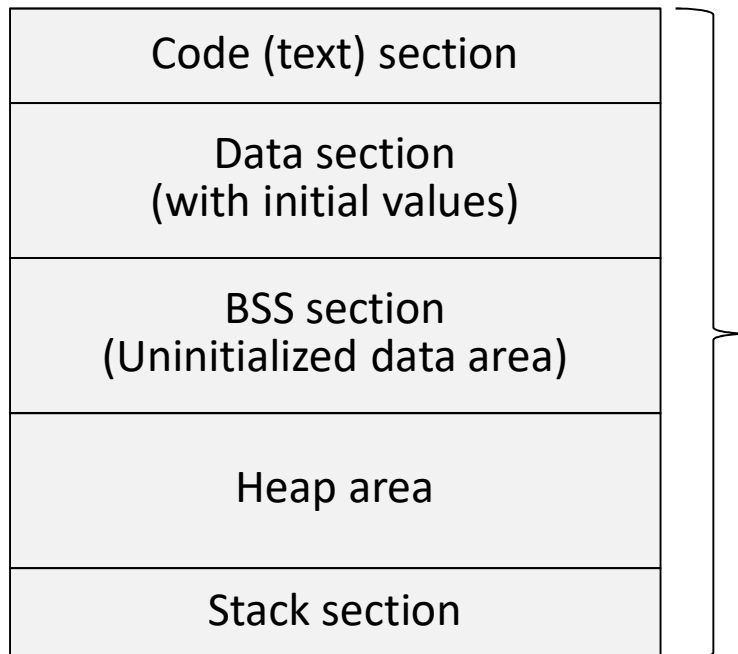 Code (text) section
Data section
(with initial values)
BSS section
(Uninitialized data area)
Heap area
Stack section